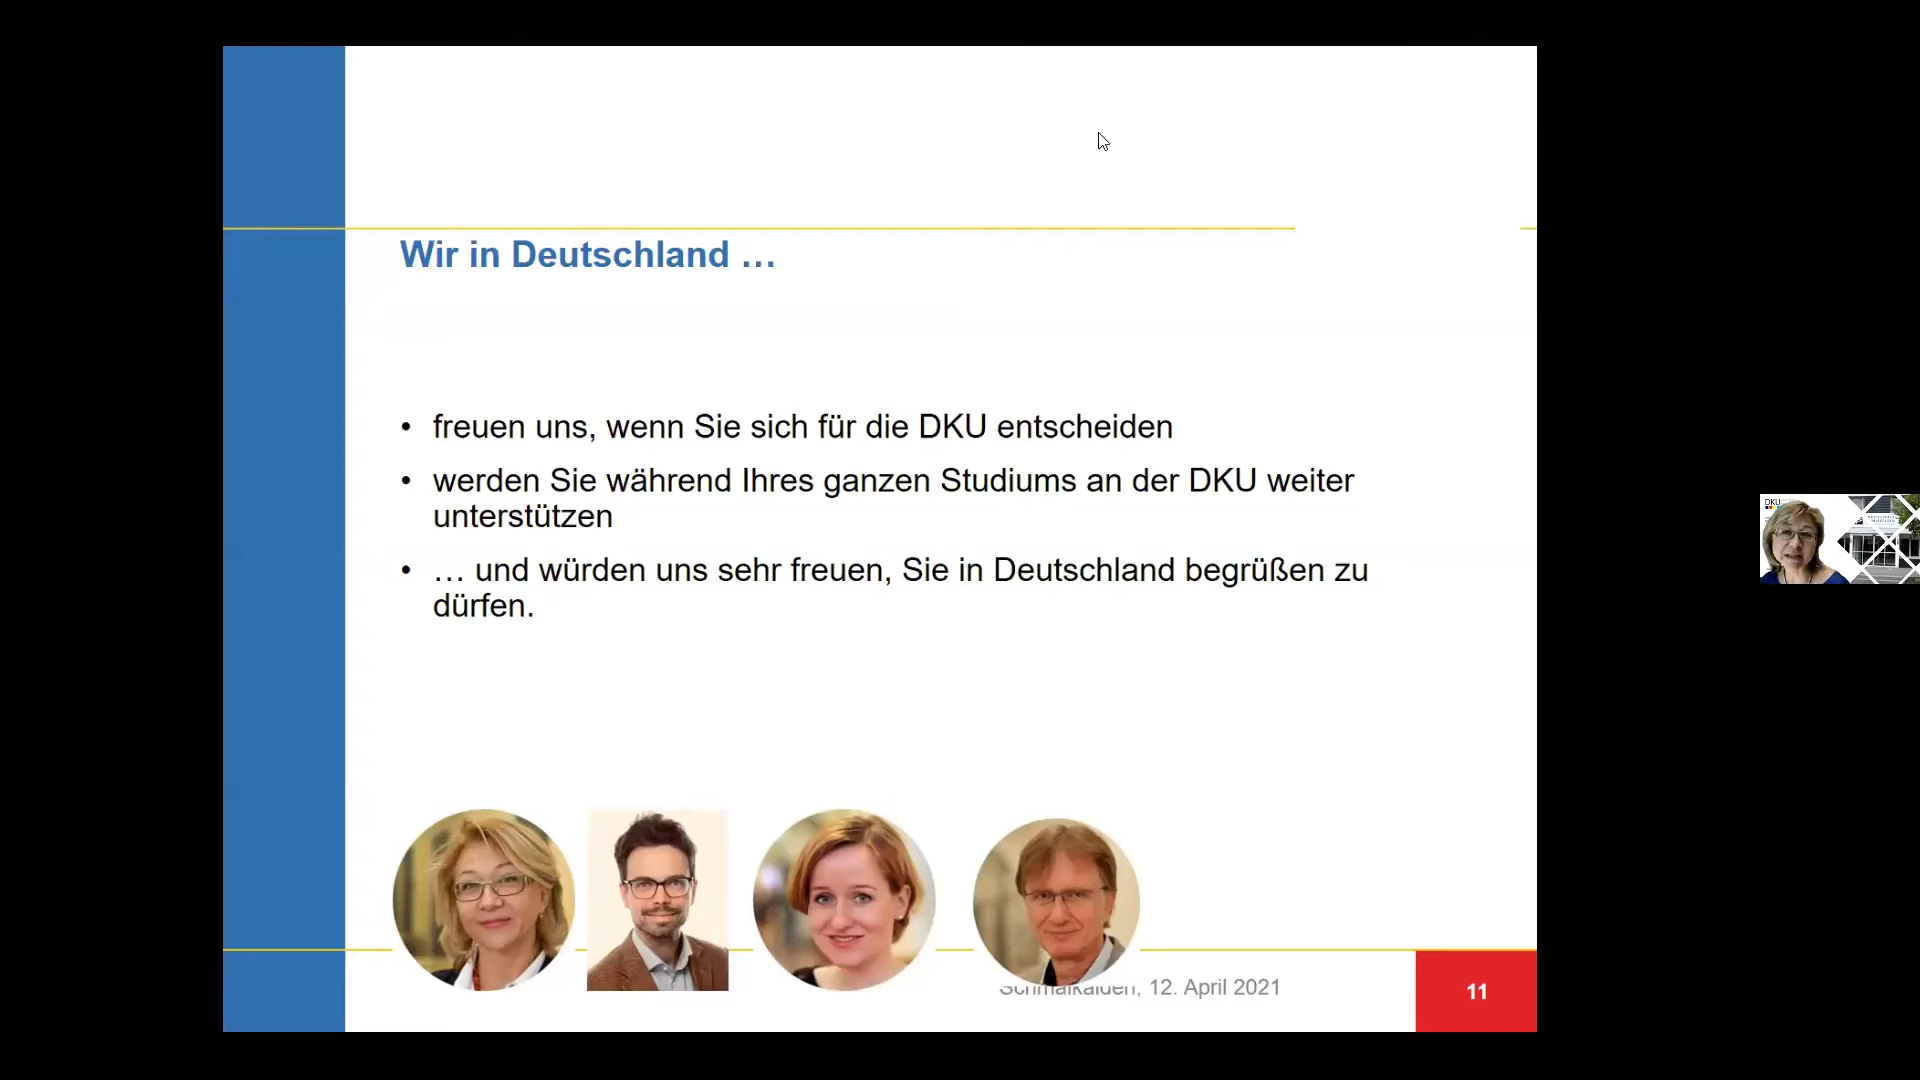 Wir in Deutschland …
• freuen uns, wenn Sie sich für die DKU entscheiden
• werden Sie während Ihres ganzen Studiums an der DKU weiter
unterstützen
• … und würden uns sehr freuen, Sie in Deutschland begrüßen zu
dürfen.
Schmalkalden, 12. April 2021
11
DKU